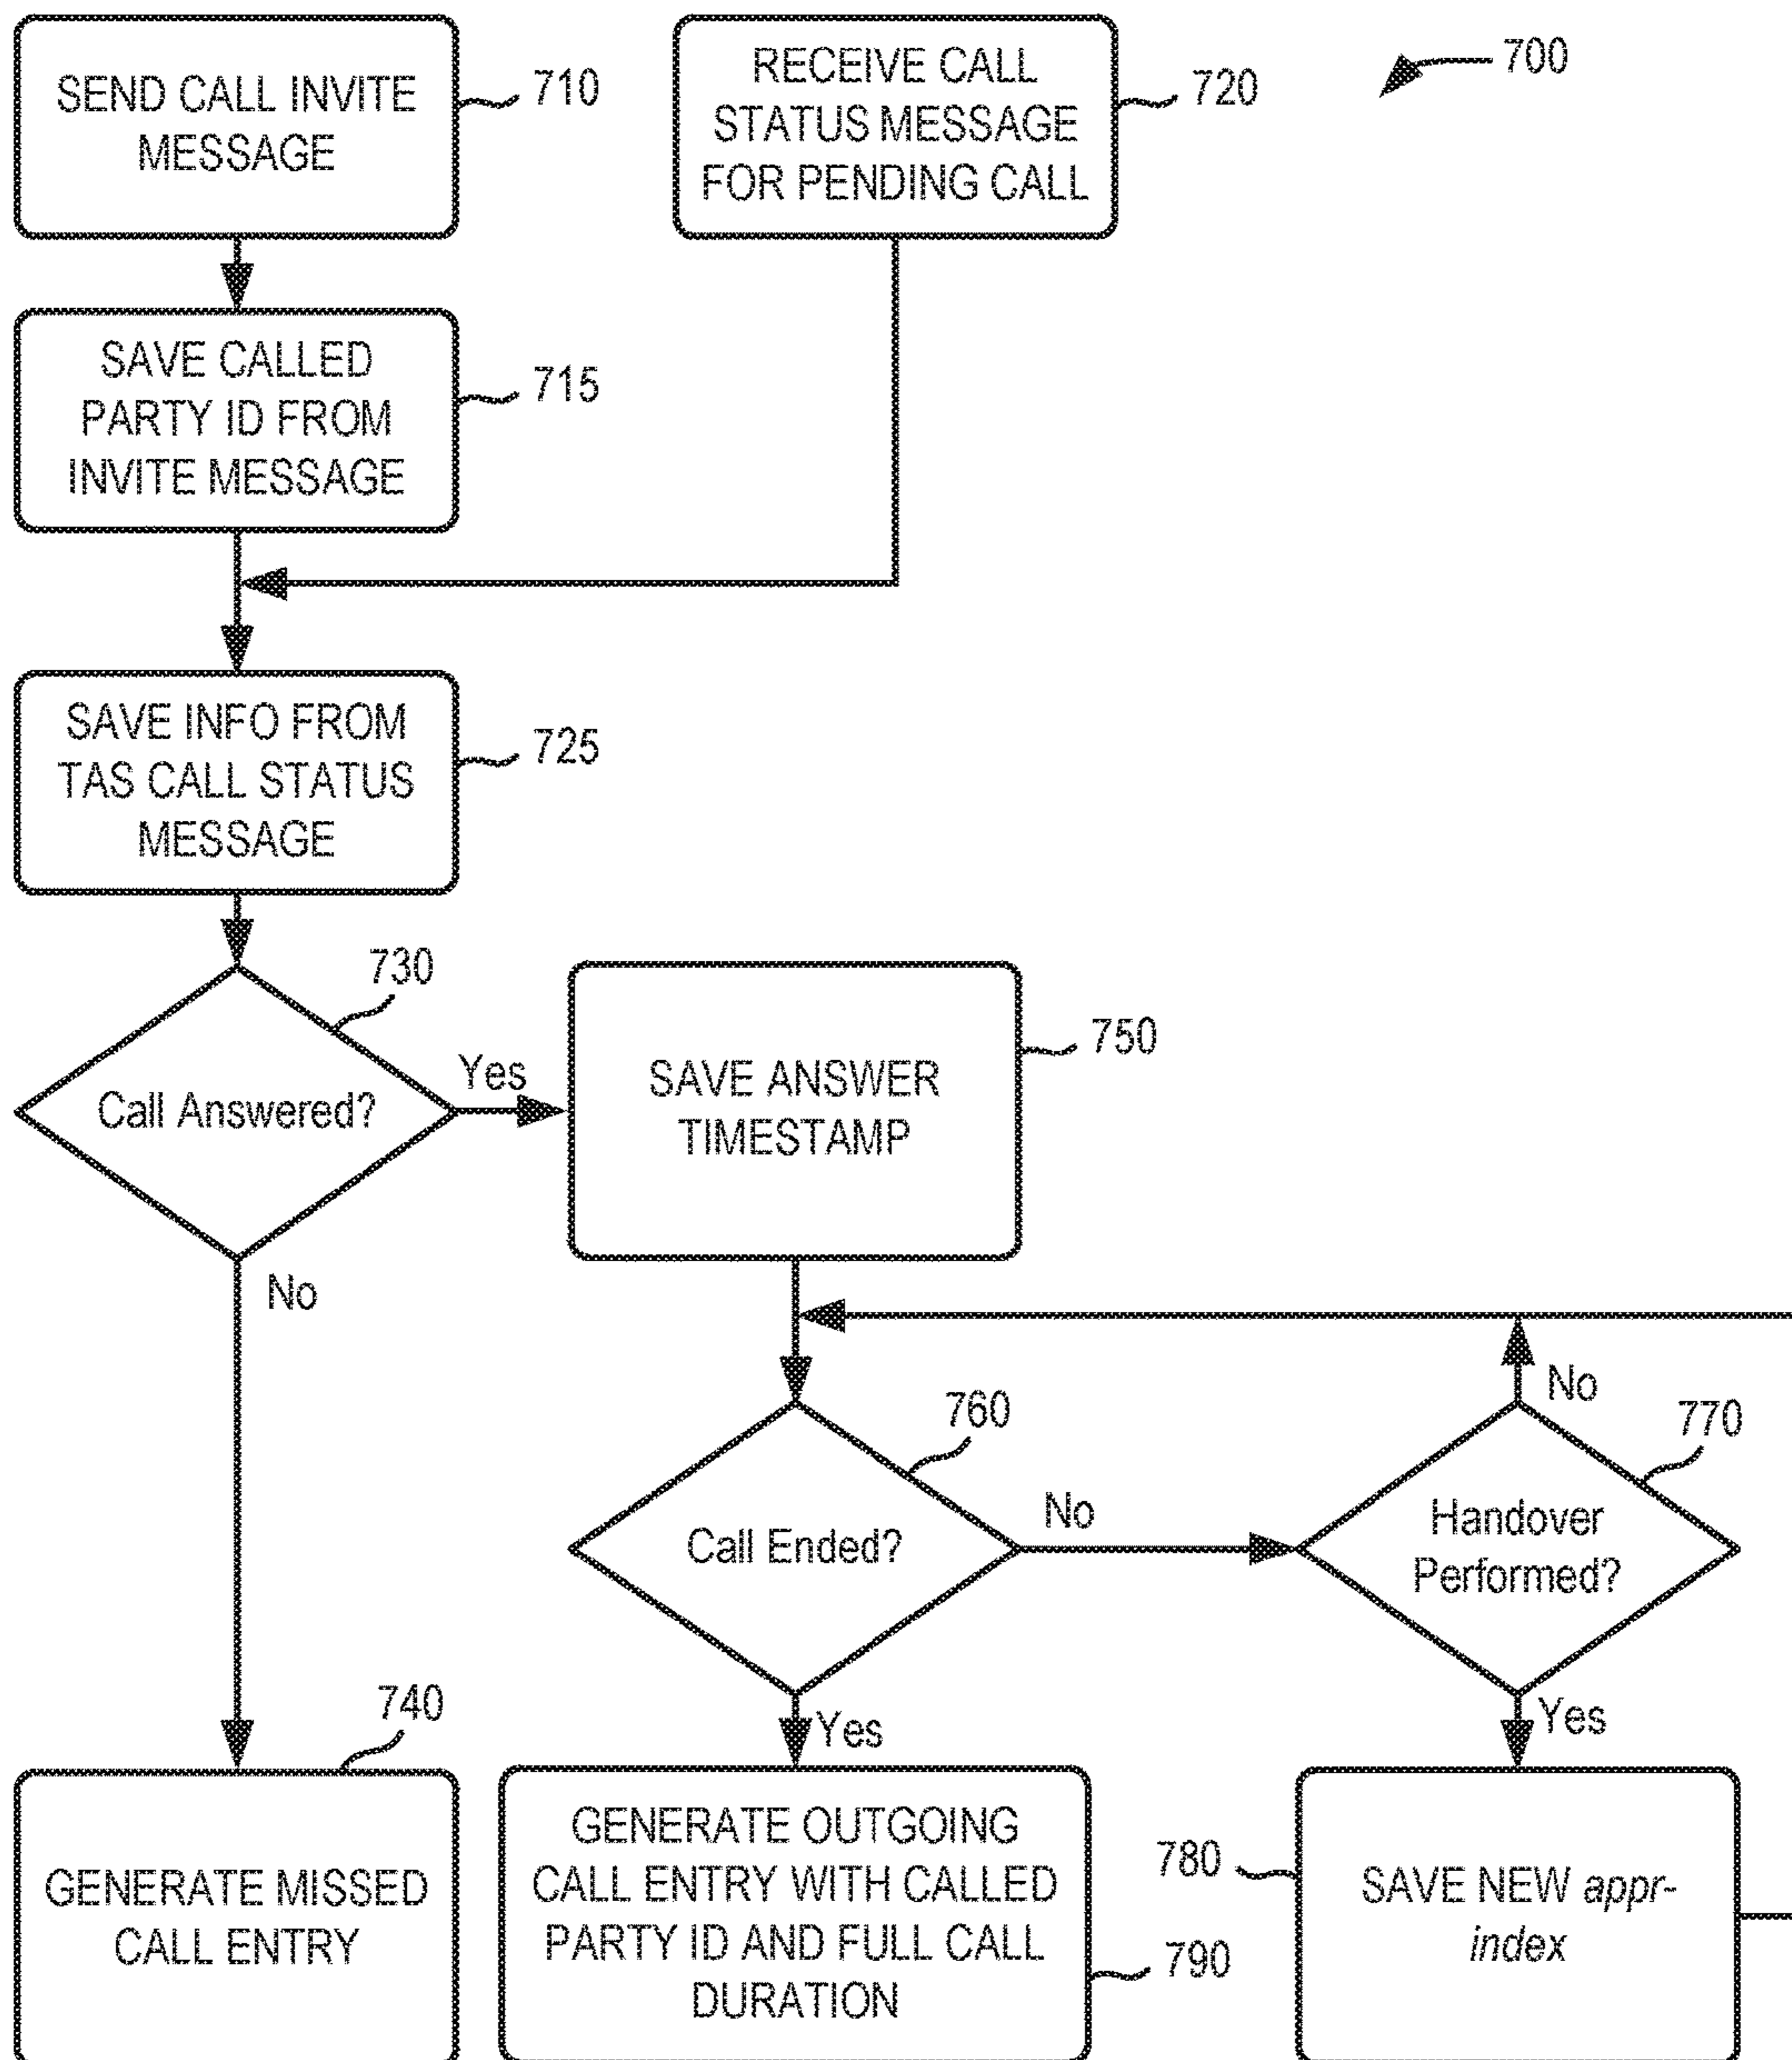 SEND CALL INVITE
MESSAGE
710
RECEIVE CALL
STATUS MESSAGE
FOR PENDING CALL
720
700
SAVE CALLED
PARTY ID FROM
INVITE MESSAGE
715
SAVE INFO FROM
TAS CALL STATUS
MESSAGE
725
730
Call Answered?
Yes
No
SAVE ANSWER
TIMESTAMP
750
760
Call Ended?
No
Yes
770
Handover
Performed?
No
Yes
740
GENERATE MISSED
CALL ENTRY
GENERATE OUTGOING
CALL ENTRY WITH CALLED
PARTY ID AND FULL CALL
DURATION
790
780
SAVE NEW appr-
index